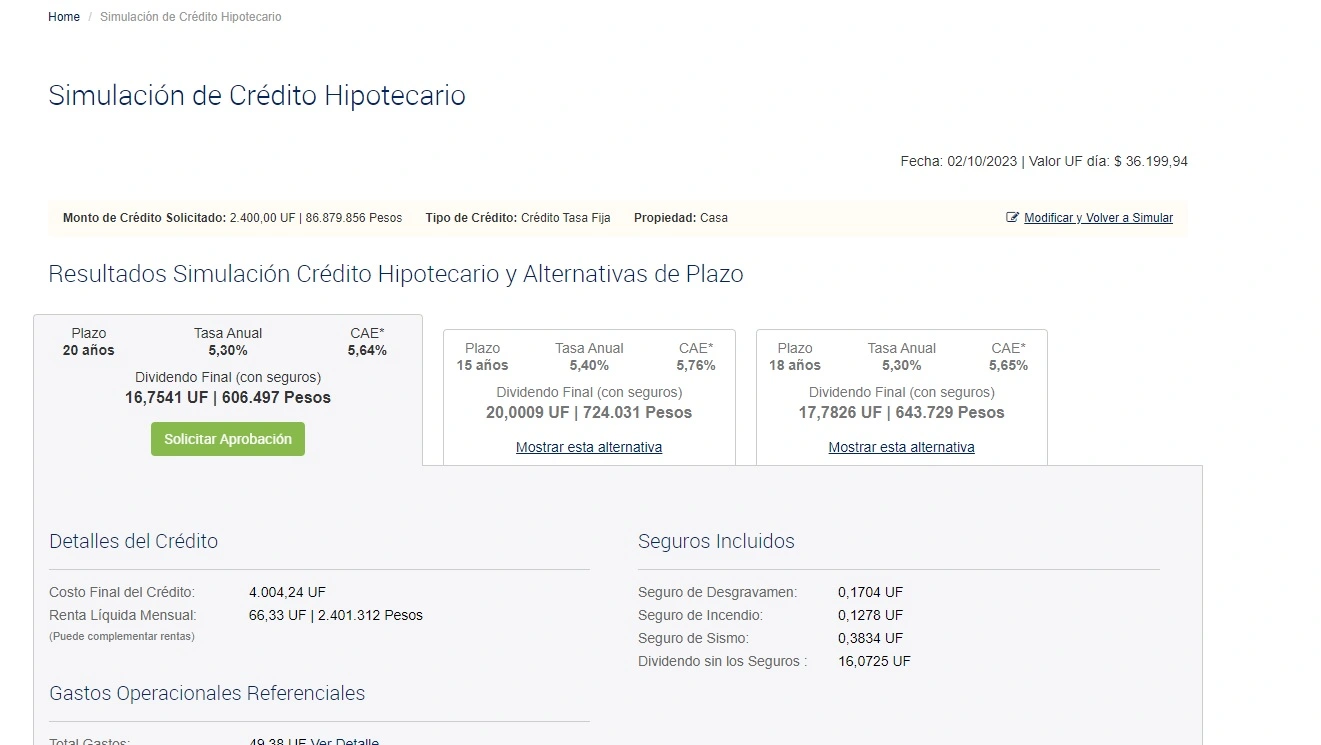 Home / Simulación de Crédito Hipotecario
Simulación de Crédito Hipotecario
Fecha: 02/10/2023 | Valor UF día: $ 36.199,94
Monto de Crédito Solicitado: 2.400,00 UF | 86.879.856 Pesos Tipo de Crédito: Crédito Tasa Fija Propiedad: Casa Modificar y Volver a Simular
Resultados Simulación Crédito Hipotecario y Alternativas de Plazo
Plazo Tasa Anual CAE*
20 años 5,30% 5,64%
Dividendo Final (con seguros)
16,7541 UF | 606.497 Pesos
Solicitar Aprobación
Plazo Tasa Anual CAE*
15 años 5,40% 5,76%
Dividendo Final (con seguros)
20,0009 UF | 724.031 Pesos
Mostrar esta alternativa
Plazo Tasa Anual CAE*
18 años 5,30% 5,65%
Dividendo Final (con seguros)
17,7826 UF | 643.729 Pesos
Mostrar esta alternativa
Detalles del Crédito
Costo Final del Crédito: 4.004,24 UF
Renta Líquida Mensual: 66,33 UF | 2.401.312 Pesos
(Puede complementar rentas)
Seguros Incluidos
Seguro de Desgravamen: 0,1704 UF
Seguro de Incendio: 0,1278 UF
Seguro de Sismo: 0,3834 UF
Dividendo sin los Seguros : 16,0725 UF
Gastos Operacionales Referenciales
Total Gastos: 49,38 UF Ver Detalle